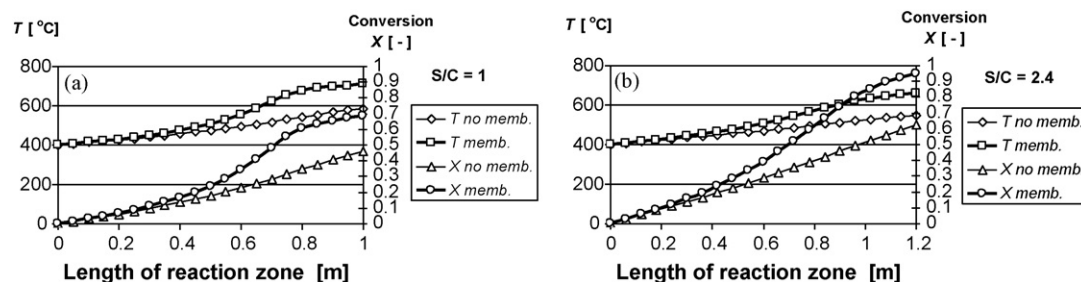 T [ °C]
Conversion
X [ - ]
800
600
400
200
0
(a)
1
0.9
0.8
0.7
0.6
0.5
0.4
0.3
0.2
0.1
0
S/C = 1
T no memb.
T memb.
X no memb.
X memb.
0 0.2 0.4 0.6 0.8 1
Length of reaction zone [m]
T [ °C]
Conversion
X [ - ]
800
600
400
200
0
(b)
1
0.9
0.8
0.7
0.6
0.5
0.4
0.3
0.2
0.1
0
S/C = 2.4
T no memb.
T memb.
X no memb.
X memb.
0 0.2 0.4 0.6 0.8 1 1.2
Length of reaction zone [m]